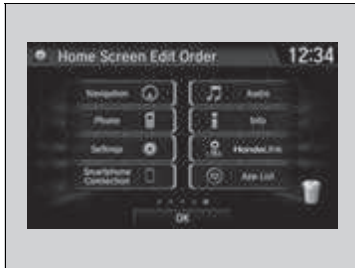 Home Screen Edit Order
12:34
Navigation
Audio
Phone
Info
Settings
HondaLink
Smartphone
Connection
App List
OK